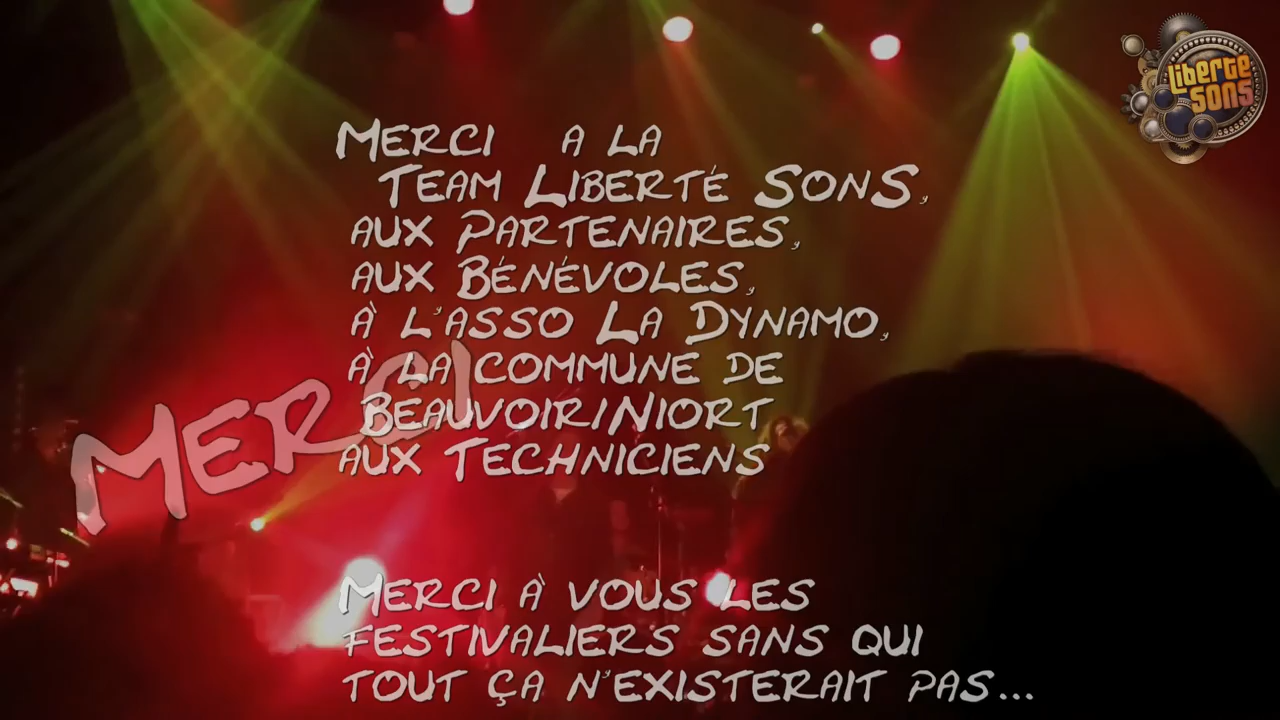 Liberté
Sons
Merci a la
Team Liberté SonS,
aux Partenaires,
aux Bénévoles,
à l'asso La Dynamo,
à la commune de
Beauvoir/Niort
aux Techniciens
Merci
Merci à vous les
festivaliers sans qui
tout ça n'existerait pas...